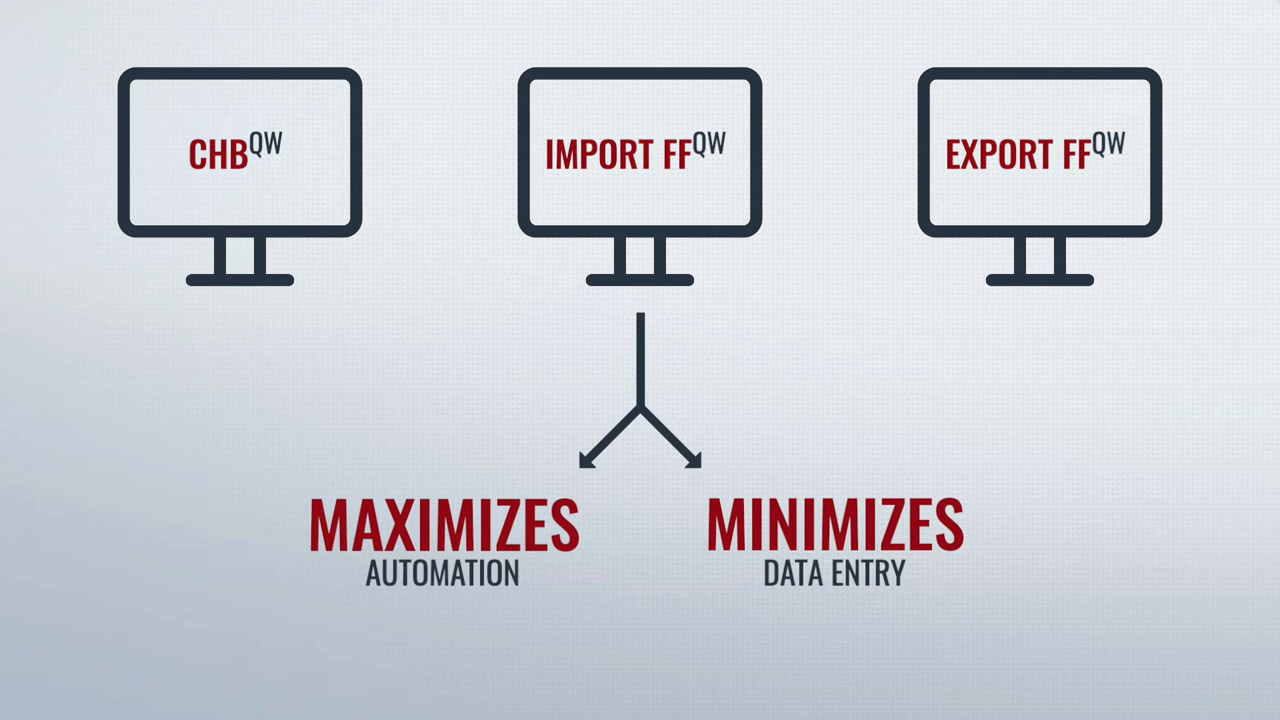 CHBQW
IMPORT FFQW
EXPORT FFQW
MAXIMIZES
AUTOMATION
MINIMIZES
DATA ENTRY